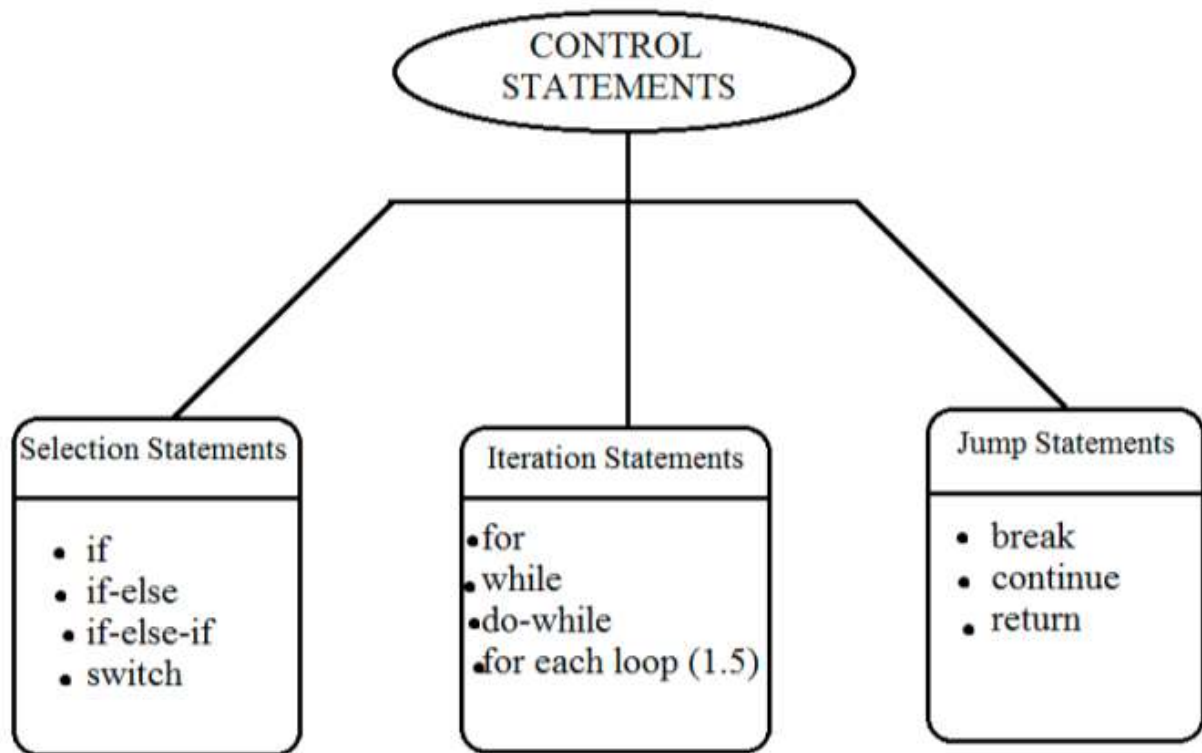 CONTROL
STATEMENTS
Selection Statements
• if
• if-else
• if-else-if
• switch
Iteration Statements
• for
• while
• do-while
• for each loop (1.5)
Jump Statements
• break
• continue
• return